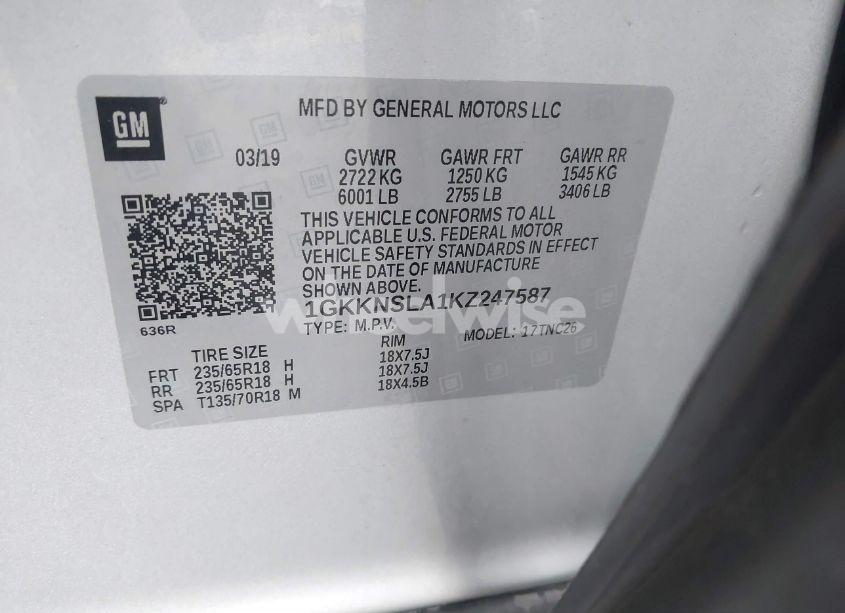 GM
MFD BY GENERAL MOTORS LLC
03/19 GVWR GAWR FRT GAWR RR
2722 KG 1250 KG 1545 KG
6001 LB 2755 LB 3406 LB
THIS VEHICLE CONFORMS TO ALL
APPLICABLE U.S. FEDERAL MOTOR
VEHICLE SAFETY STANDARDS IN EFFECT
ON THE DATE OF MANUFACTURE
SHOWN ABOVE.
1GKKNSLA1KZ247587
wheelwise
TYPE: M.P.V. MODEL: 17TNC26
636R
TIRE SIZE RIM
FRT 235/65R18 H 18X7.5J
RR 235/65R18 H 18X7.5J
SPA T135/70R18 M 18X4.5B